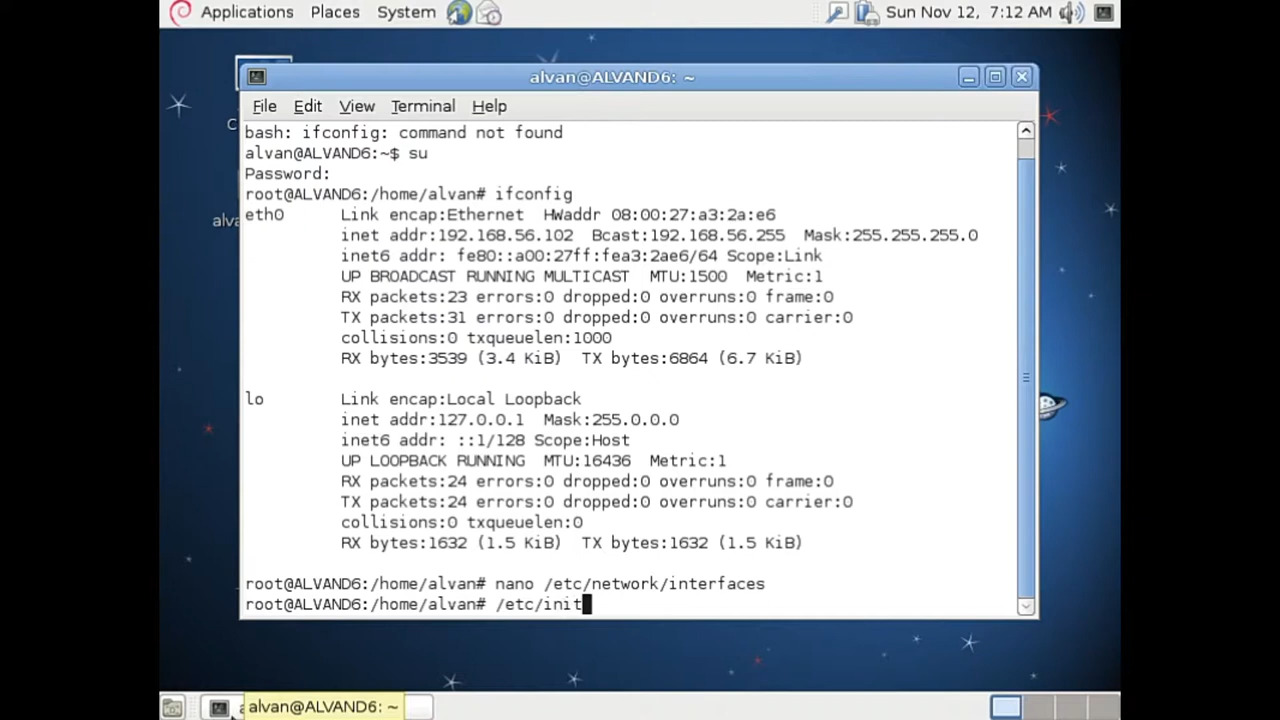 Applications Places System
Sun Nov 12, 7:12 AM
alvan@ALVAND6: ~
File Edit View Terminal Help
bash: ifconfig: command not found
alvan@ALVAND6:~$ su
Password:
root@ALVAND6:/home/alvan# ifconfig
eth0 Link encap:Ethernet HWaddr 08:00:27:a3:2a:e6
inet addr:192.168.56.102 Bcast:192.168.56.255 Mask:255.255.255.0
inet6 addr: fe80::a00:27ff:fea3:2ae6/64 Scope:Link
UP BROADCAST RUNNING MULTICAST MTU:1500 Metric:1
RX packets:23 errors:0 dropped:0 overruns:0 frame:0
TX packets:31 errors:0 dropped:0 overruns:0 carrier:0
collisions:0 txqueuelen:1000
RX bytes:3539 (3.4 KiB) TX bytes:6864 (6.7 KiB)
lo Link encap:Local Loopback
inet addr:127.0.0.1 Mask:255.0.0.0
inet6 addr: ::1/128 Scope:Host
UP LOOPBACK RUNNING MTU:16436 Metric:1
RX packets:24 errors:0 dropped:0 overruns:0 frame:0
TX packets:24 errors:0 dropped:0 overruns:0 carrier:0
collisions:0 txqueuelen:0
RX bytes:1632 (1.5 KiB) TX bytes:1632 (1.5 KiB)
root@ALVAND6:/home/alvan# nano /etc/network/interfaces
root@ALVAND6:/home/alvan# /etc/init
alvan@ALVAND6: ~